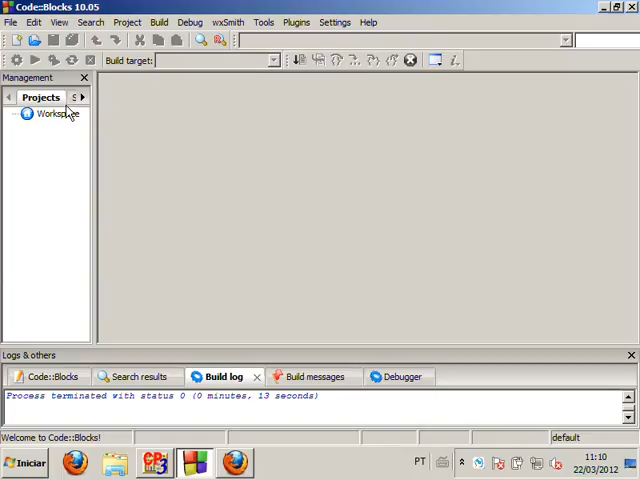 Code::Blocks 10.05
File Edit View Search Project Build Debug wxSmith Tools Plugins Settings Help
Build target:
Management
Projects S
Workspace
Logs & others
Code::Blocks Search results Build log Build messages Debugger
Process terminated with status 0 (0 minutes, 13 seconds)
Welcome to Code::Blocks! default
Iniciar PT 11:10
22/03/2012